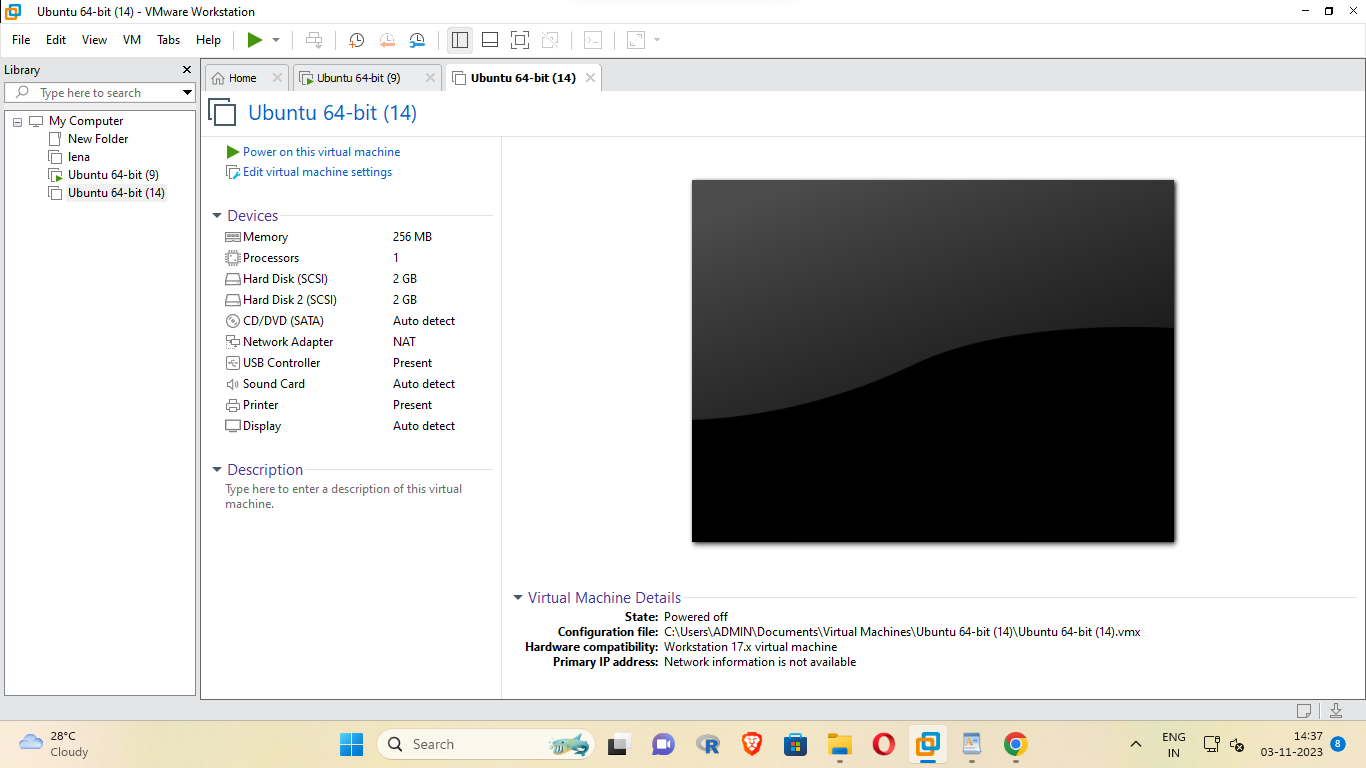 Ubuntu 64-bit (14) - VMware Workstation
File Edit View VM Tabs Help
Library
Type here to search
My Computer
New Folder
lena
Ubuntu 64-bit (9)
Ubuntu 64-bit (14)
Home Ubuntu 64-bit (9) Ubuntu 64-bit (14)
Ubuntu 64-bit (14)
Power on this virtual machine
Edit virtual machine settings
Devices
Memory 256 MB
Processors 1
Hard Disk (SCSI) 2 GB
Hard Disk 2 (SCSI) 2 GB
CD/DVD (SATA) Auto detect
Network Adapter NAT
USB Controller Present
Sound Card Auto detect
Printer Present
Display Auto detect
Description
Type here to enter a description of this virtual
machine.
Virtual Machine Details
State: Powered off
Configuration file: C:\Users\ADMIN\Documents\Virtual Machines\Ubuntu 64-bit (14)\Ubuntu 64-bit (14).vmx
Hardware compatibility: Workstation 17.x virtual machine
Primary IP address: Network information is not available
28°C
Cloudy
Search
ENG
IN
14:37
03-11-2023
8